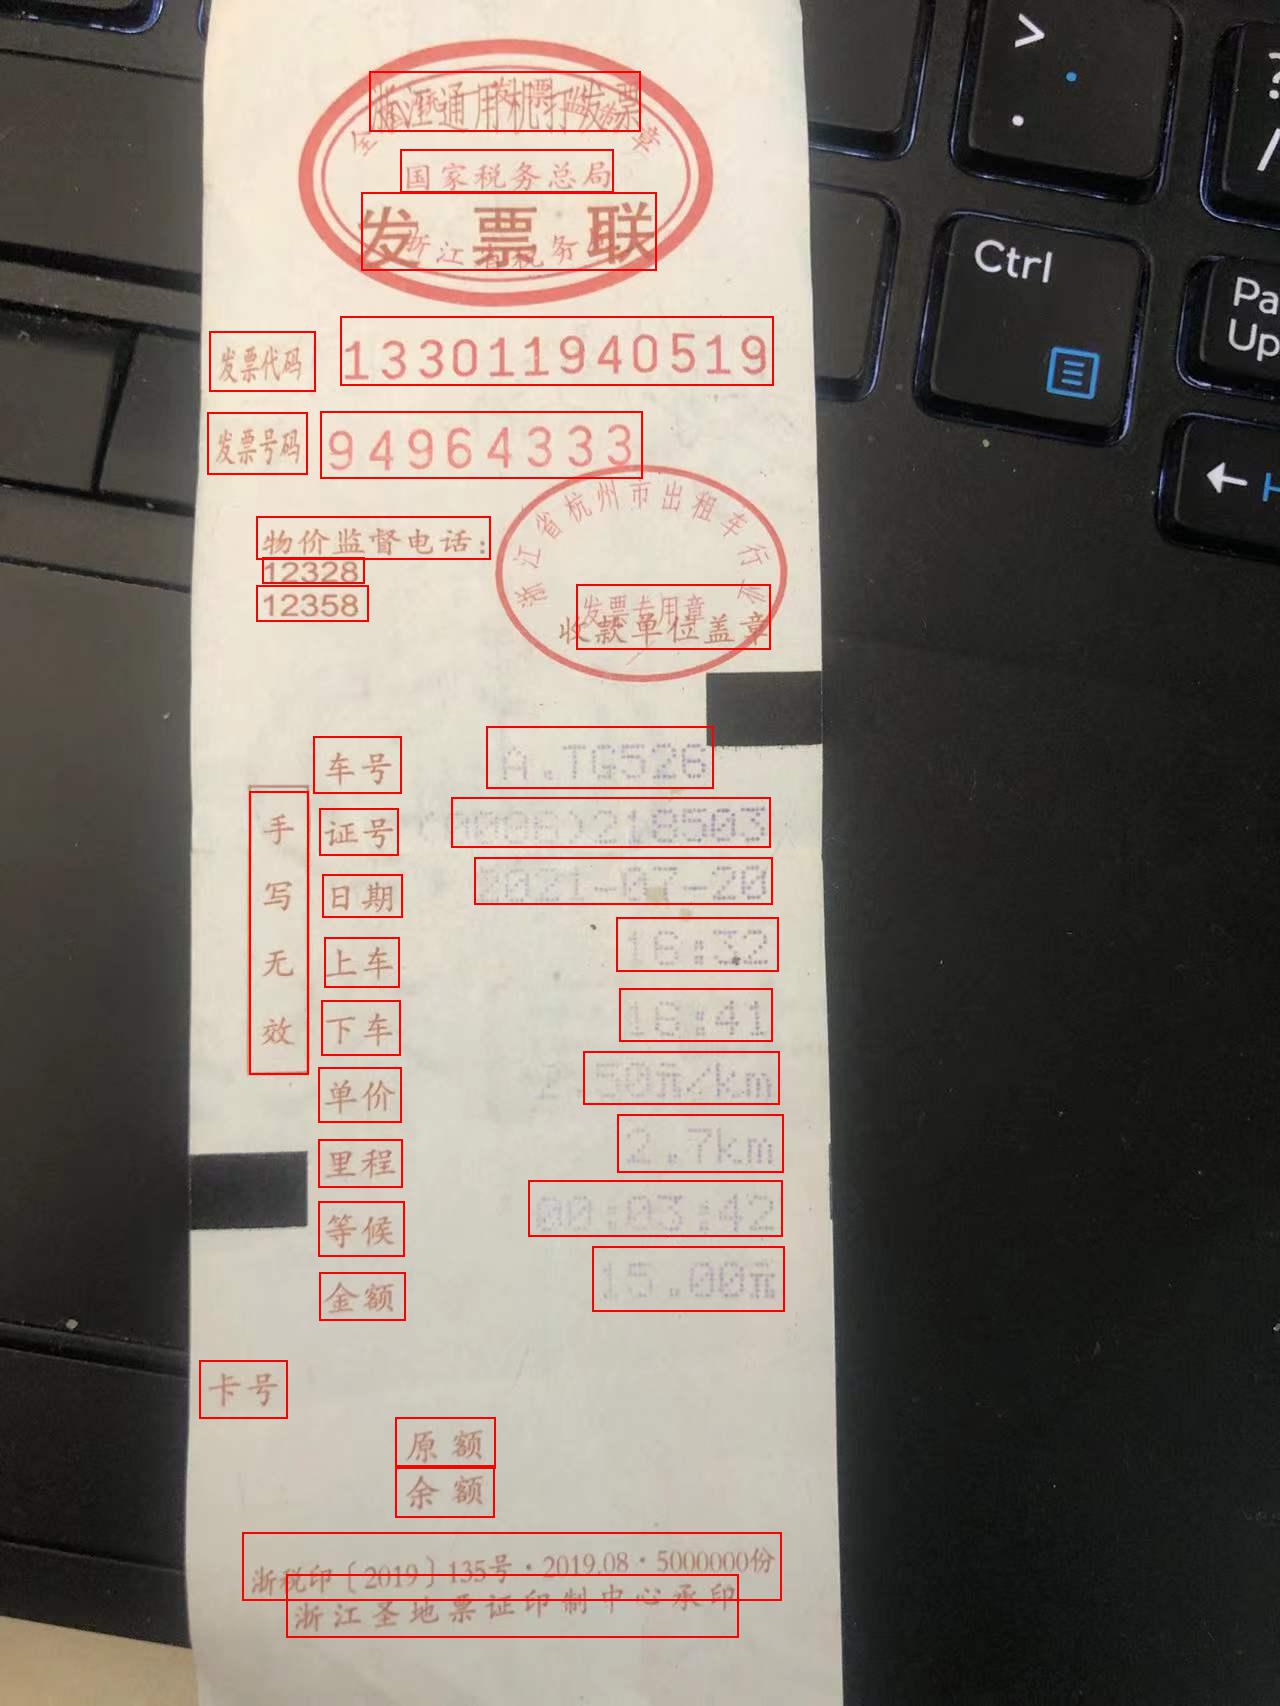 浙江通用机打发票
全国统一发票监制章
国家税务总局
发票联
浙江省税务局
发票代码 133011940519
发票号码 94964333
物价监督电话:
12328
12358
浙江省杭州市出租车行业
发票专用章
收款单位盖章
手写无效
车号 A.TG526
证号 (0006)218503
日期 2021-07-20
上车 16:32
下车 16:41
单价 2.50元/km
里程 2.7km
等候 00:03:42
金额 15.00元
卡号
原额
余额
浙税印〔2019〕135号·2019.08·5000000份
浙江圣地票证印制中心承印
>
.
?
/
Ctrl
Pa
Up
← H